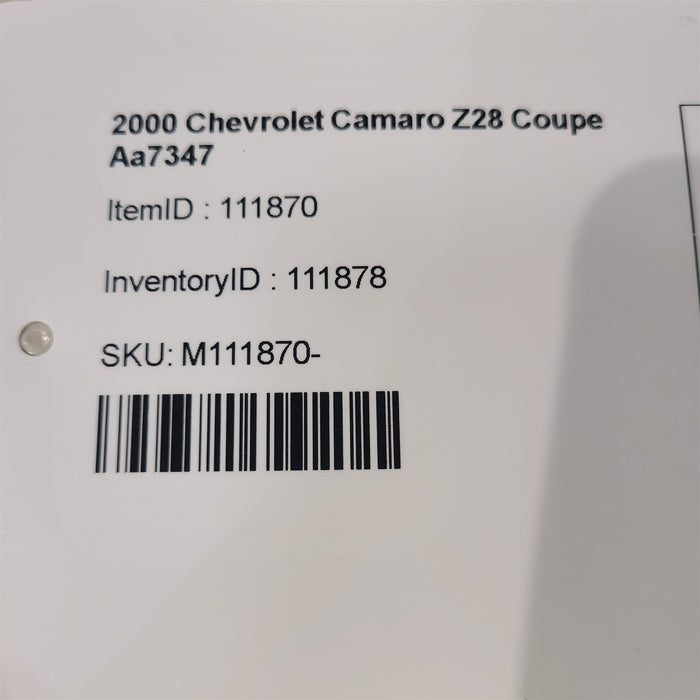 2000 Chevrolet Camaro Z28 Coupe
Aa7347
ItemID : 111870
InventoryID : 111878
SKU: M111870-